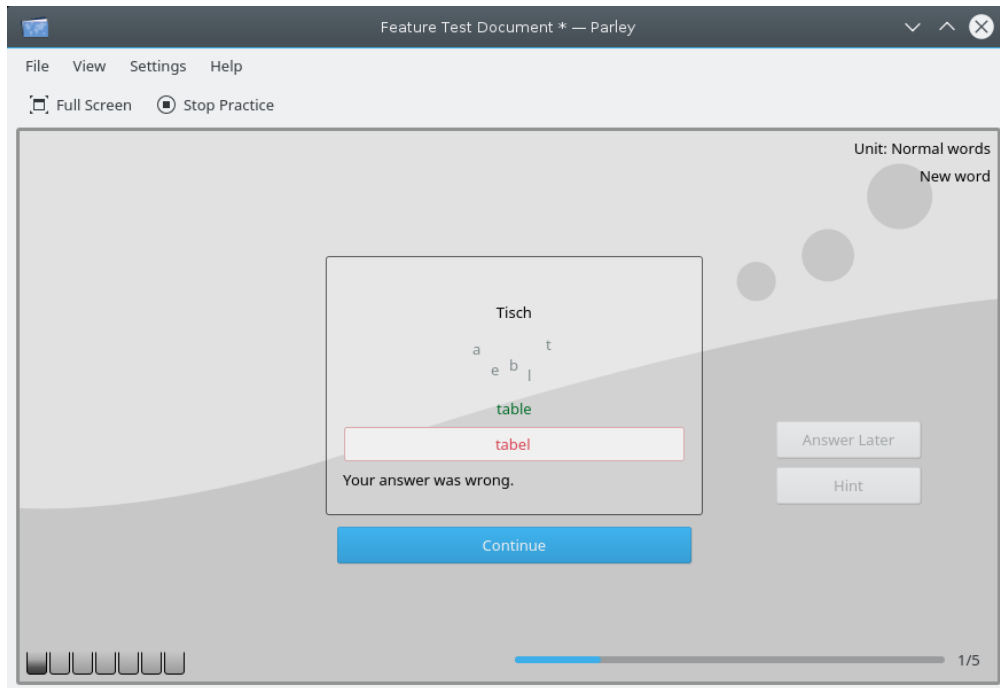 Feature Test Document * — Parley
File View Settings Help
Full Screen Stop Practice
Unit: Normal words
New word
Tisch
a t
e b l
table
tabel
Your answer was wrong.
Answer Later
Hint
Continue
1/5